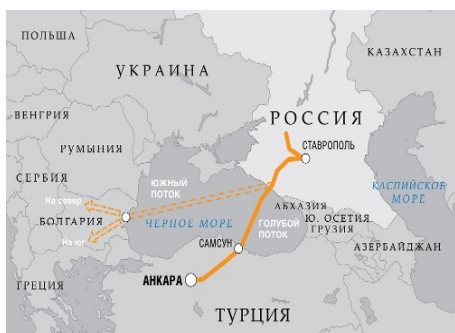 ПОЛЬША
УКРАИНА
КАЗАХСТАН
ВЕНГРИЯ
РОССИЯ
СТАВРОПОЛЬ
РУМЫНИЯ
СЕРБИЯ
ЮЖНЫЙ
ПОТОК
КАСПИЙСКОЕ
МОРЕ
На север
АБХАЗИЯ
БОЛГАРИЯ
ЧЕРНОЕ МОРЕ
ГОЛУБОЙ
ПОТОК
Ю. ОСЕТИЯ
ГРУЗИЯ
На юг
САМСУН
АЗЕРБАЙДЖАН
АНКАРА
ГРЕЦИЯ
ТУРЦИЯ